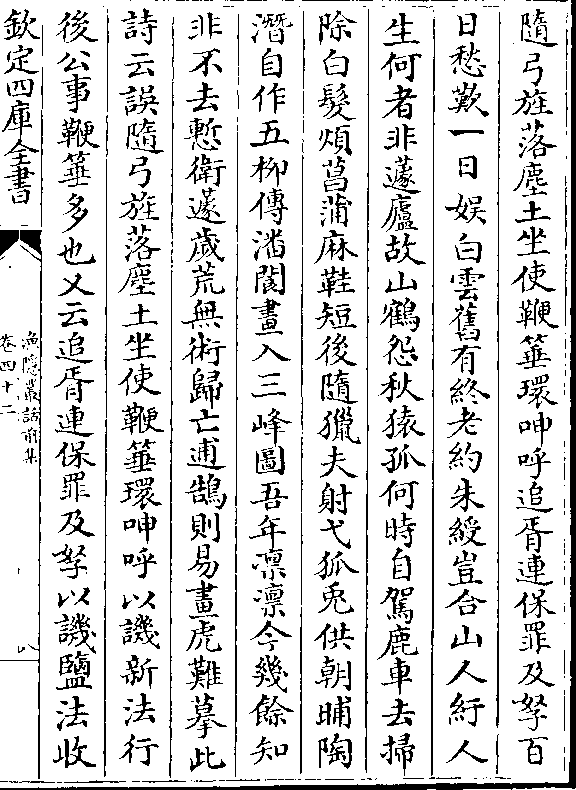 隨弓旌落塵土坐使鞭箠環呻呼追胥連保罪及孥百
日愁歎一日娱白雲舊有終老約朱綬豈合山人紆人
生何者非蘧廬故山鶴怨秋猿孤何時自駕鹿車去掃
除白髮煩菖蒲麻鞋短後隨獵夫射弋狐兎供朝晡陶
潛自作五柳傳潘閬畫入三峰圖吾年凛凛今幾餘知
非不去慙衛蘧歲荒無術歸亡逋鵠則易畫虎難摹此
詩云誤隨弓旌落塵土坐使鞭箠環呻呼以譏新法行
後公事鞭箠多也又云追胥連保罪及孥以譏鹽法收
欽定四庫全書
漁隱叢話前集
卷四十二
八